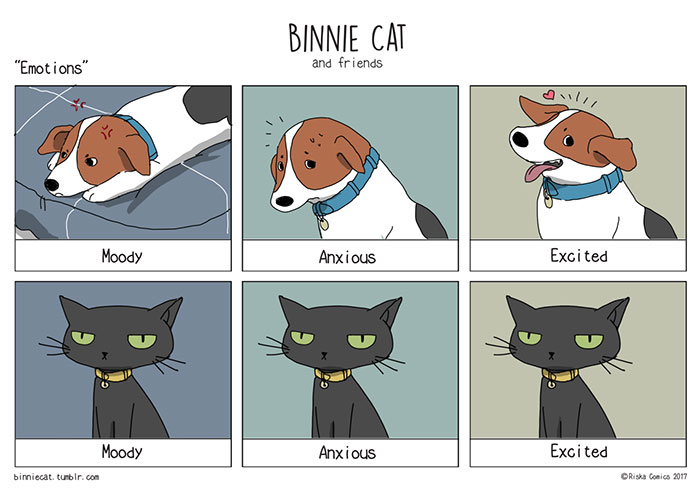 BINNIE CAT
and friends
"Emotions"
Moody
Anxious
Excited
Moody
Anxious
Excited
binniecat.tumblr.com
© Riska Comics 2017